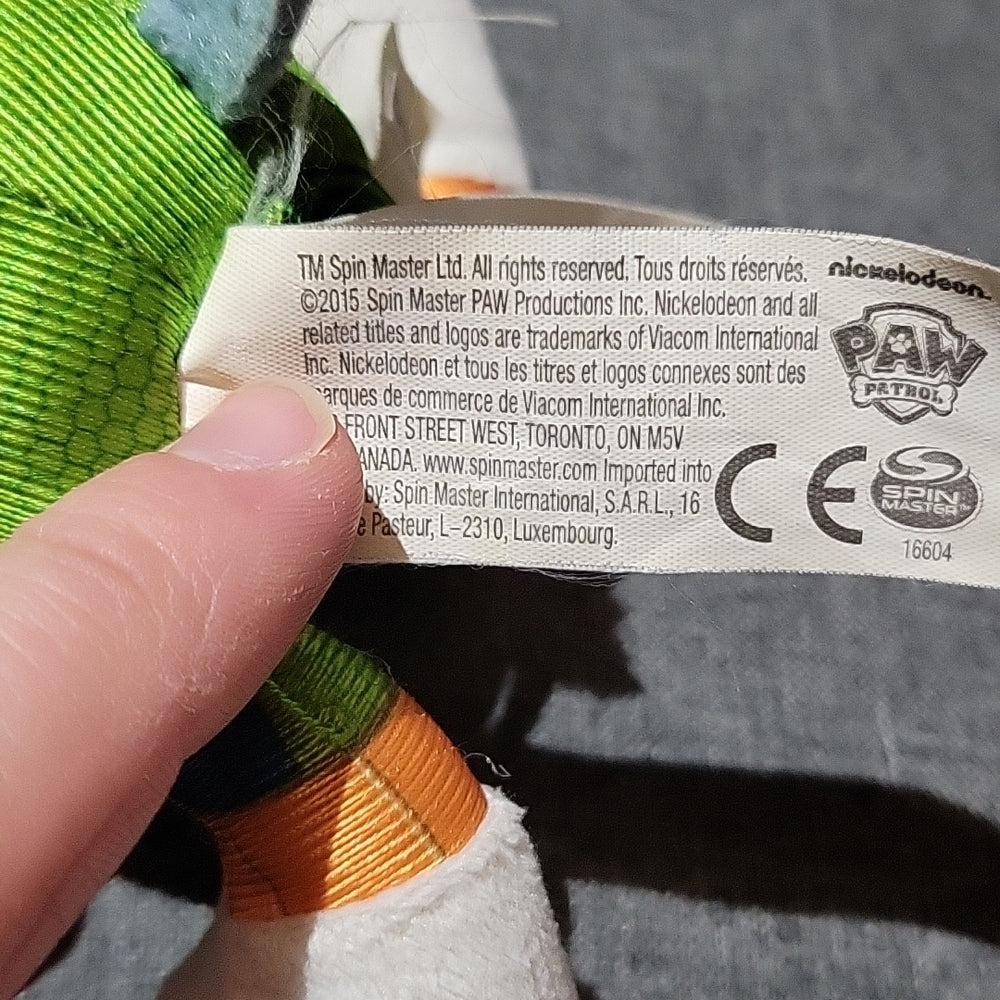 TM Spin Master Ltd. All rights reserved. Tous droits réservés.
©2015 Spin Master PAW Productions Inc. Nickelodeon and all
related titles and logos are trademarks of Viacom International
Inc. Nickelodeon et tous les titres et logos connexes sont des
arques de commerce de Viacom International Inc.
FRONT STREET WEST, TORONTO, ON M5V
ANADA. www.spinmaster.com Imported into
by: Spin Master International, S.A.R.L., 16
e Pasteur, L–2310, Luxembourg.
nickelodeon™
PAW
PATROL
CE
SPIN
MASTER™
16604